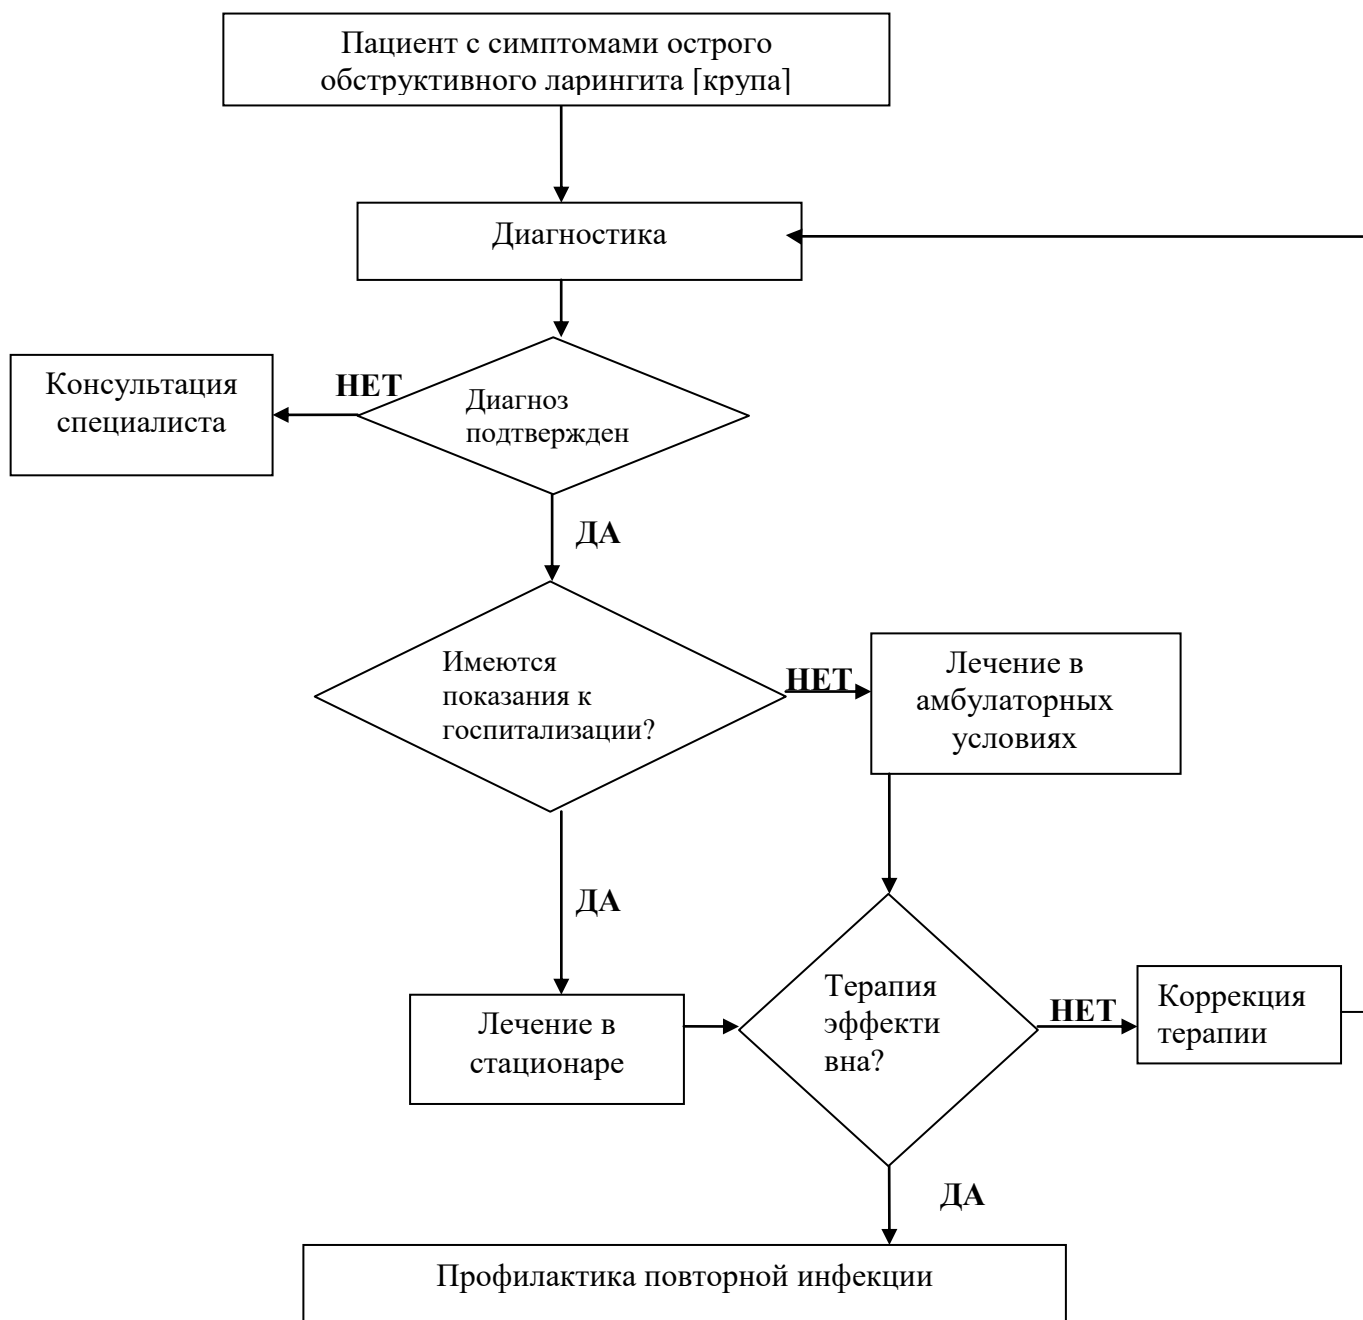 Пациент с симптомами острого
обструктивного ларингита [крупа]
Диагностика
Консультация
специалиста
НЕТ
Диагноз
подтвержден
ДА
Имеются
показания к
госпитализации?
НЕТ
Лечение в
амбулаторных
условиях
ДА
Лечение в
стационаре
Терапия
эффекти
вна?
НЕТ
Коррекция
терапии
ДА
Профилактика повторной инфекции